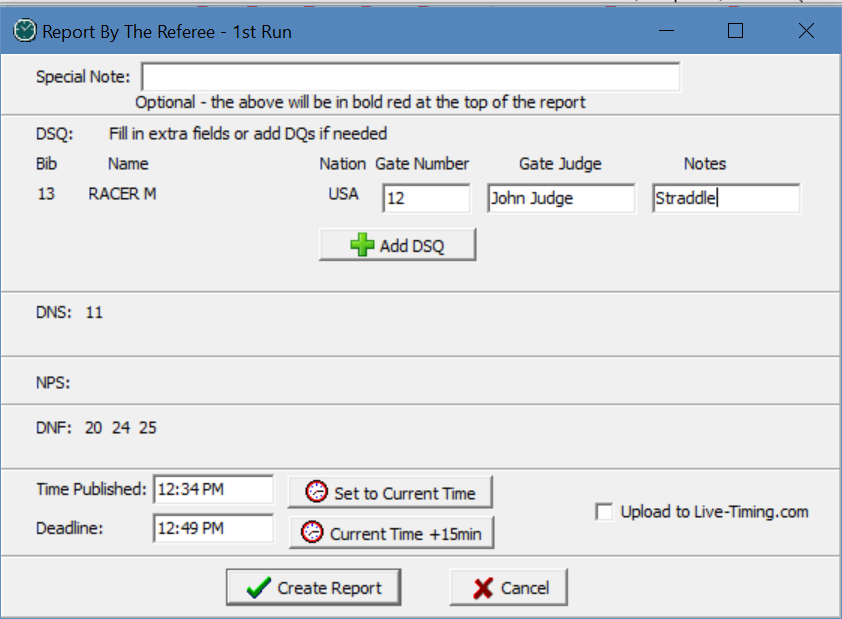 Report By The Referee - 1st Run
Special Note:
Optional - the above will be in bold red at the top of the report
DSQ: Fill in extra fields or add DQs if needed
Bib Name Nation Gate Number Gate Judge Notes
13 RACER M USA 12 John Judge Straddle
Add DSQ
DNS: 11
NPS:
DNF: 20 24 25
Time Published: 12:34 PM Set to Current Time
Deadline: 12:49 PM Current Time +15min
Upload to Live-Timing.com
Create Report Cancel